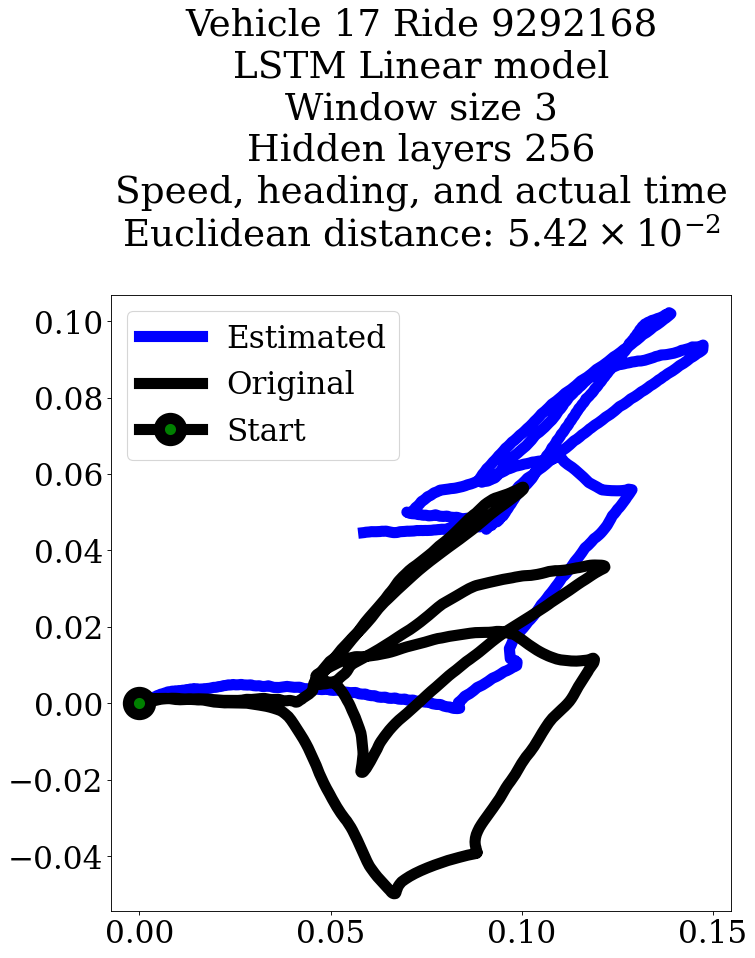 Vehicle 17 Ride 9292168
LSTM Linear model
Window size 3
Hidden layers 256
Speed, heading, and actual time
Euclidean distance: 5.42 × 10⁻²
Estimated
Original
Start
0.10
0.08
0.06
0.04
0.02
0.00
−0.02
−0.04
0.00 0.05 0.10 0.15